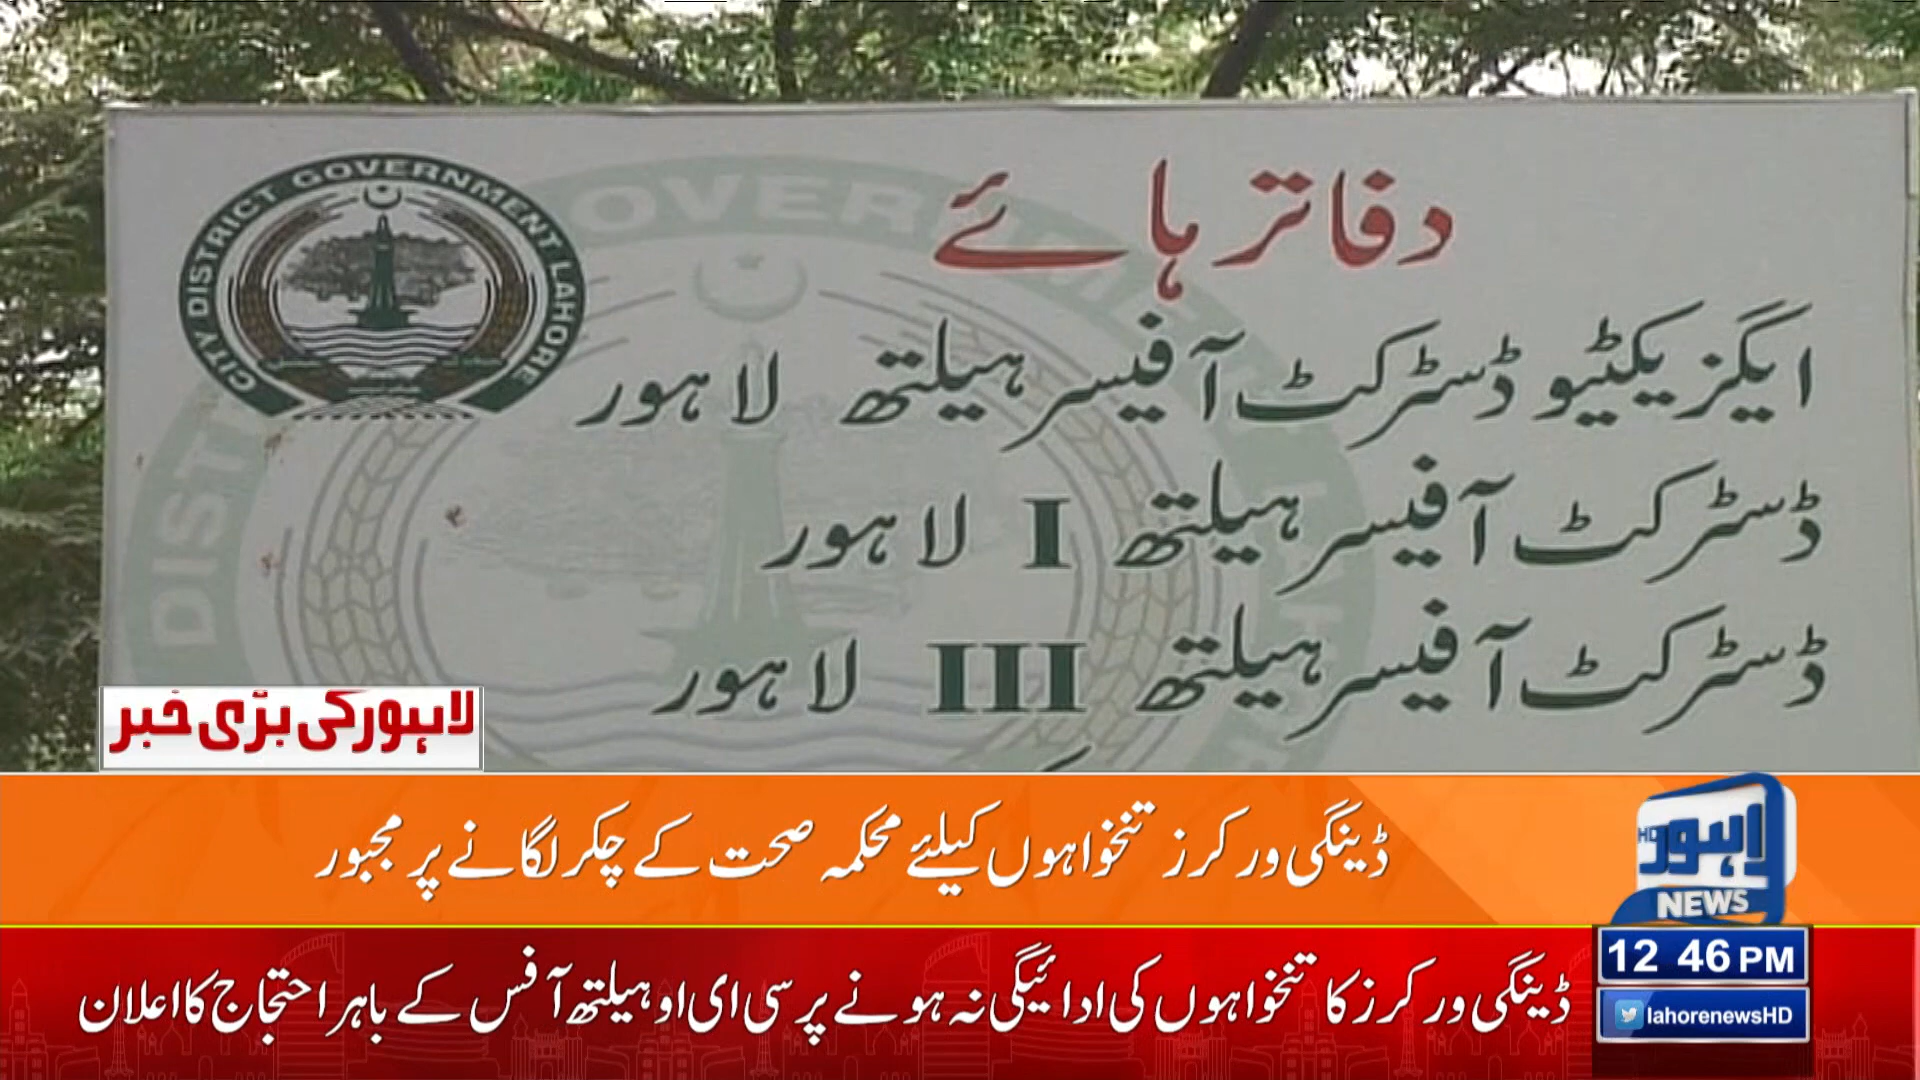 CITY DISTRICT GOVERNMENT LAHORE
دفاتر ہائے
ایگزیکٹیو ڈسٹرکٹ آفیسر ہیلتھ لاہور
ڈسٹرکٹ آفیسر ہیلتھ I لاہور
ڈسٹرکٹ آفیسر ہیلتھ III لاہور
لاہور کی بڑی خبر
ڈینگی ورکرز تنخواہوں کیلئے محکمہ صحت کے چکر لگانے پر مجبور
لاہور HD
NEWS
ڈینگی ورکرز کا تنخواہوں کی ادائیگی نہ ہونے پر سی ای او ہیلتھ آفس کے باہر احتجاج کا اعلان
12 46 PM
lahorenewsHD